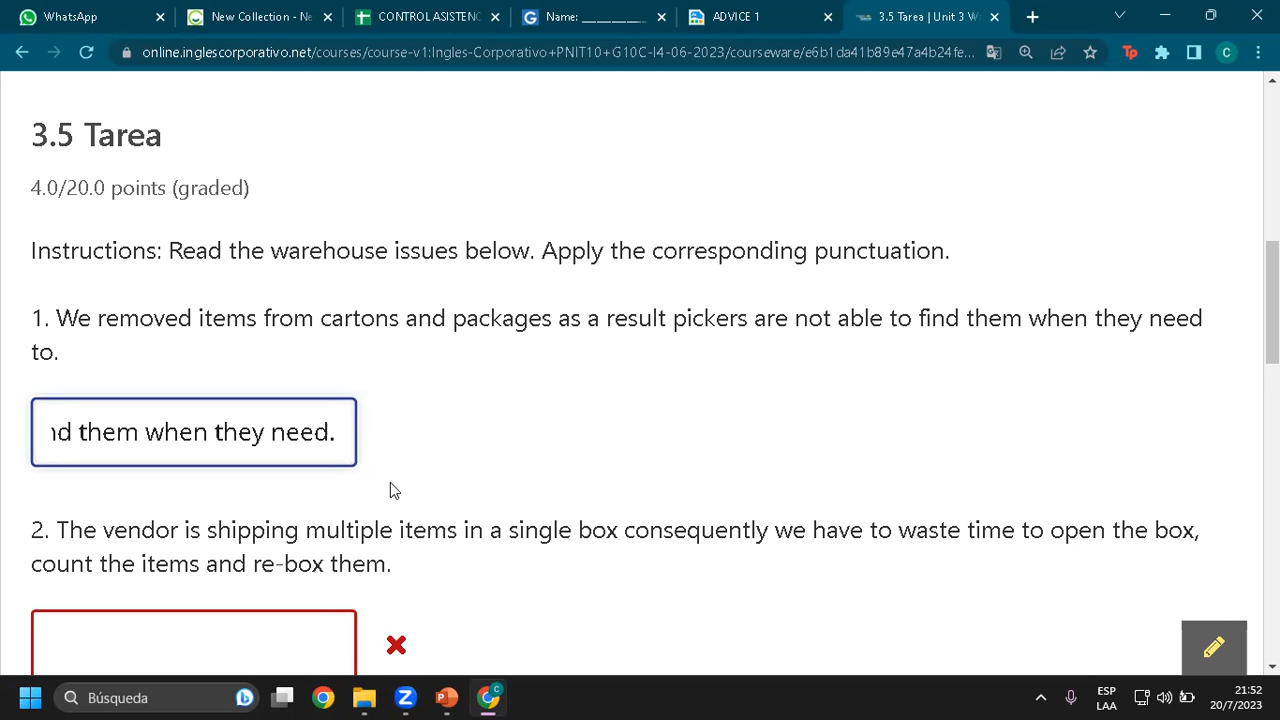 WhatsApp
New Collection - Ne
CONTROL ASISTENC
Name: __________
ADVICE 1
3.5 Tarea | Unit 3 W
online.inglescorporativo.net/courses/course-v1:Ingles-Corporativo+PNIT10+G10C-I4-06-2023/courseware/e6b1da41b89e47a4b24fe...
3.5 Tarea
4.0/20.0 points (graded)
Instructions: Read the warehouse issues below. Apply the corresponding punctuation.
1. We removed items from cartons and packages as a result pickers are not able to find them when they need
to.
nd them when they need.
2. The vendor is shipping multiple items in a single box consequently we have to waste time to open the box,
count the items and re-box them.
Búsqueda
ESP
LAA
21:52
20/7/2023